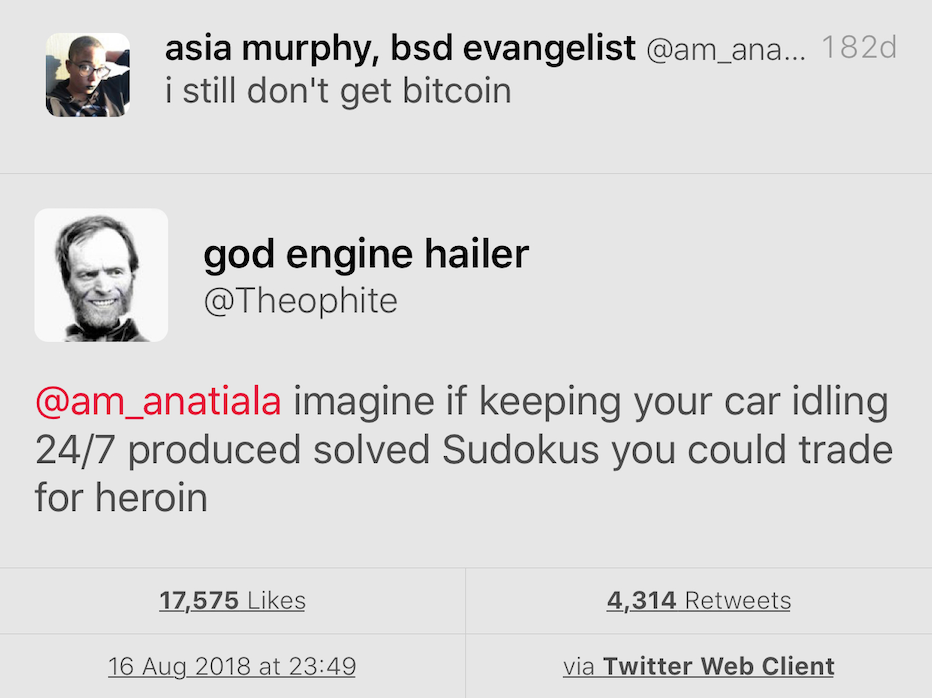 asia murphy, bsd evangelist @am_ana... 182d
i still don't get bitcoin
god engine hailer
@Theophite
@am_anatiala imagine if keeping your car idling
24/7 produced solved Sudokus you could trade
for heroin
17,575 Likes
4,314 Retweets
16 Aug 2018 at 23:49
via Twitter Web Client